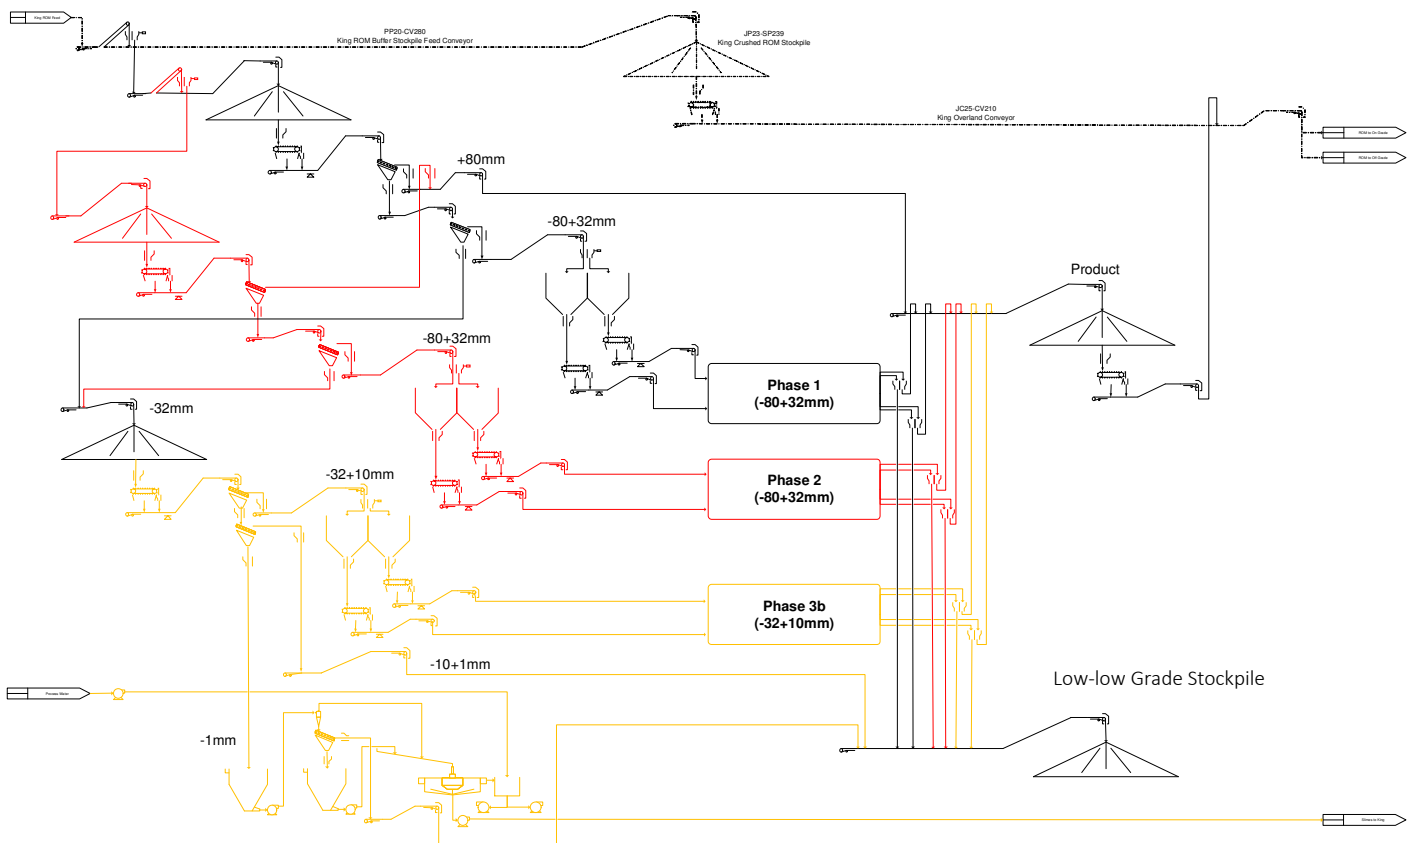 King ROM Feed
PP20-CV280
King ROM Buffer Stockpile Feed Conveyor
JP23-SP239
King Crushed ROM Stockpile
JC25-CV210
King Overland Conveyor
ROM to On Grade
ROM to Off Grade
+80mm
-80+32mm
Product
-80+32mm
Phase 1
(-80+32mm)
-32mm
-32+10mm
Phase 2
(-80+32mm)
Phase 3b
(-32+10mm)
-10+1mm
Low-low Grade Stockpile
Process Water
-1mm
Slimes to King